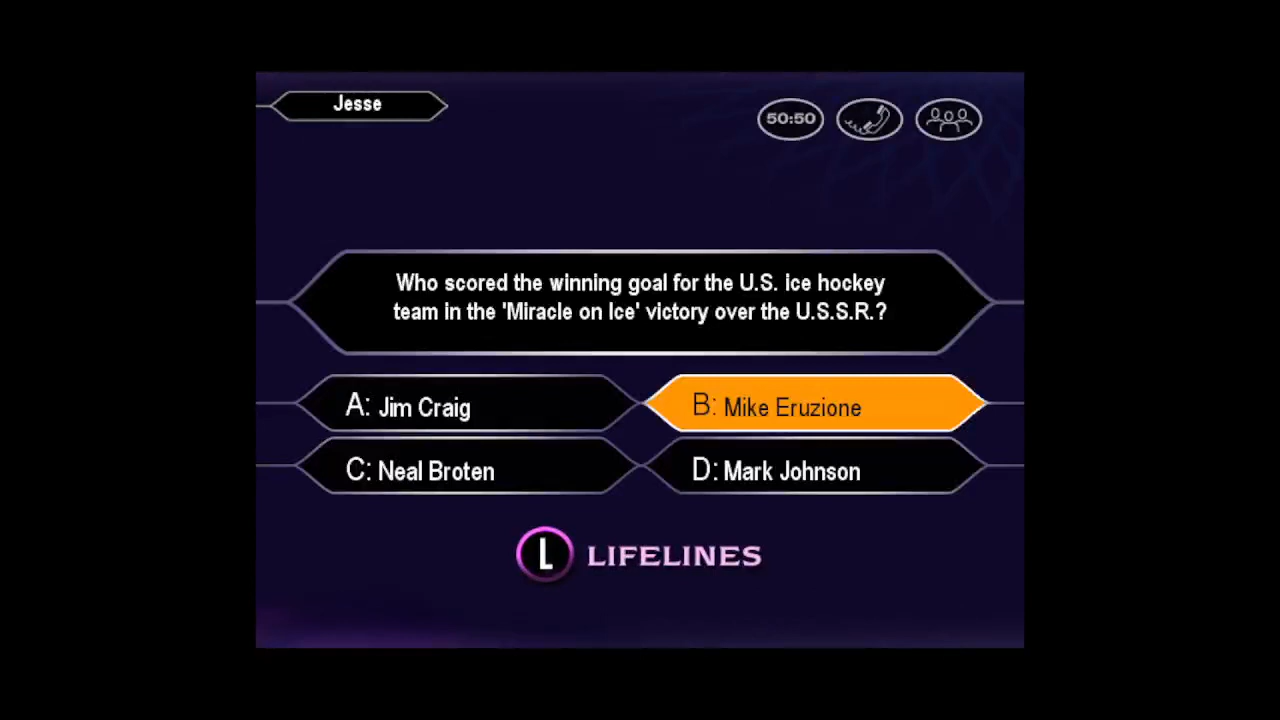 Jesse
50:50
Who scored the winning goal for the U.S. ice hockey
team in the 'Miracle on Ice' victory over the U.S.S.R.?
A: Jim Craig
B: Mike Eruzione
C: Neal Broten
D: Mark Johnson
L LIFELINES